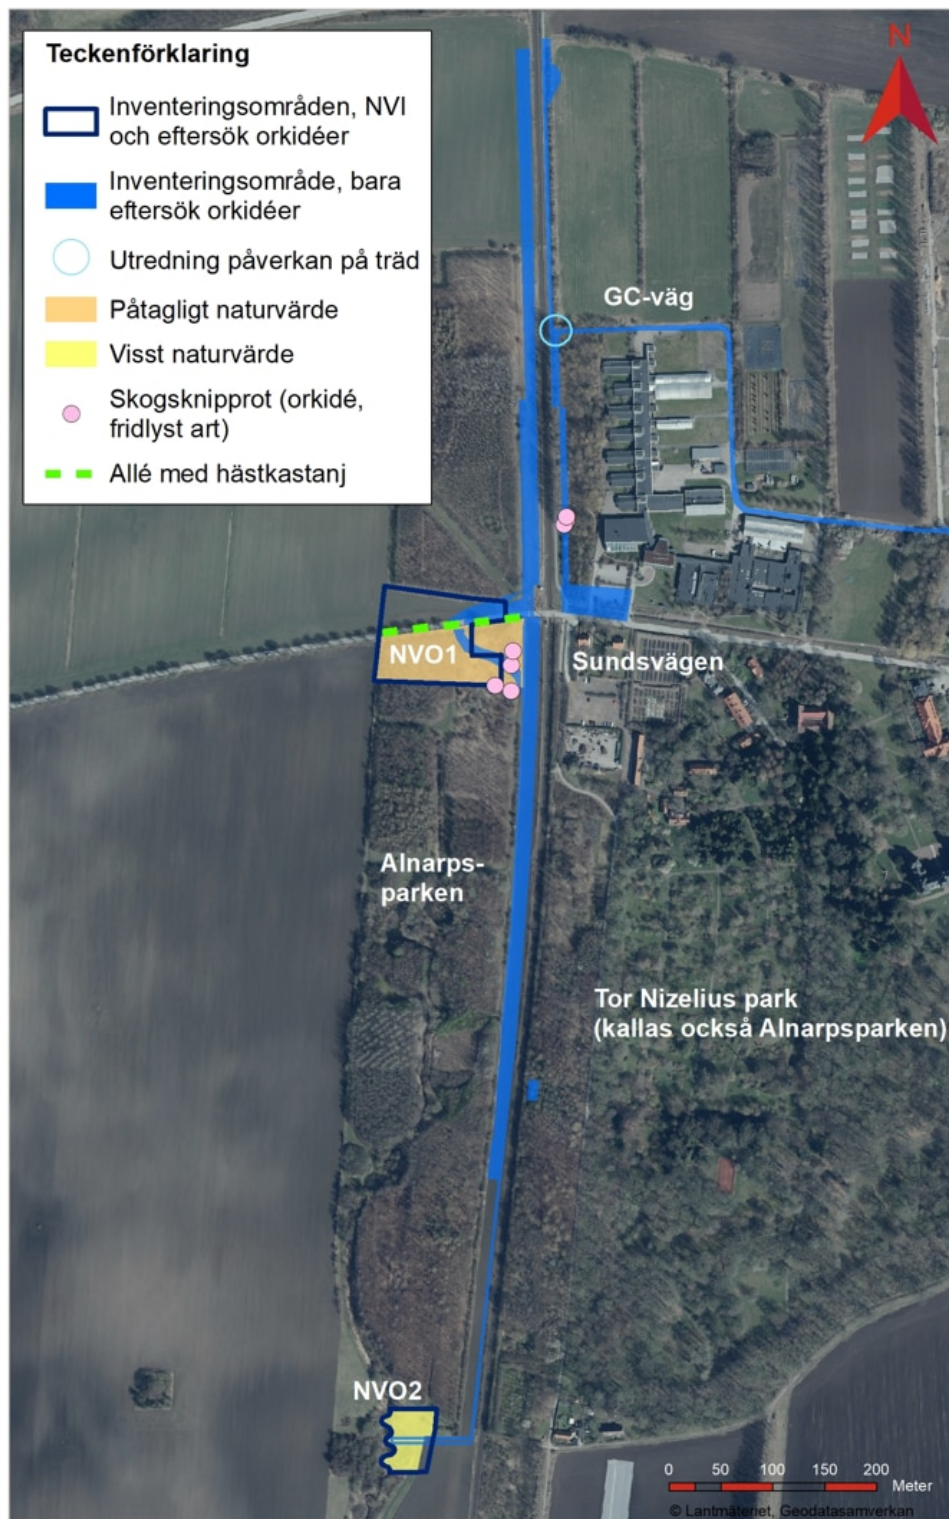 Teckenförklaring
Inventeringsområden, NVI
och eftersök orkidéer
Inventeringsområde, bara
eftersök orkidéer
Utredning påverkan på träd
Påtagligt naturvärde
Visst naturvärde
Skogsknipprot (orkidé,
fridlyst art)
Allé med hästkastanj
N
GC-väg
NVO1
Sundsvägen
Alnarps-
parken
Tor Nizelius park
(kallas också Alnarpsparken)
NVO2
0 50 100 150 200
Meter
© Lantmäteriet, Geodatasamverkan